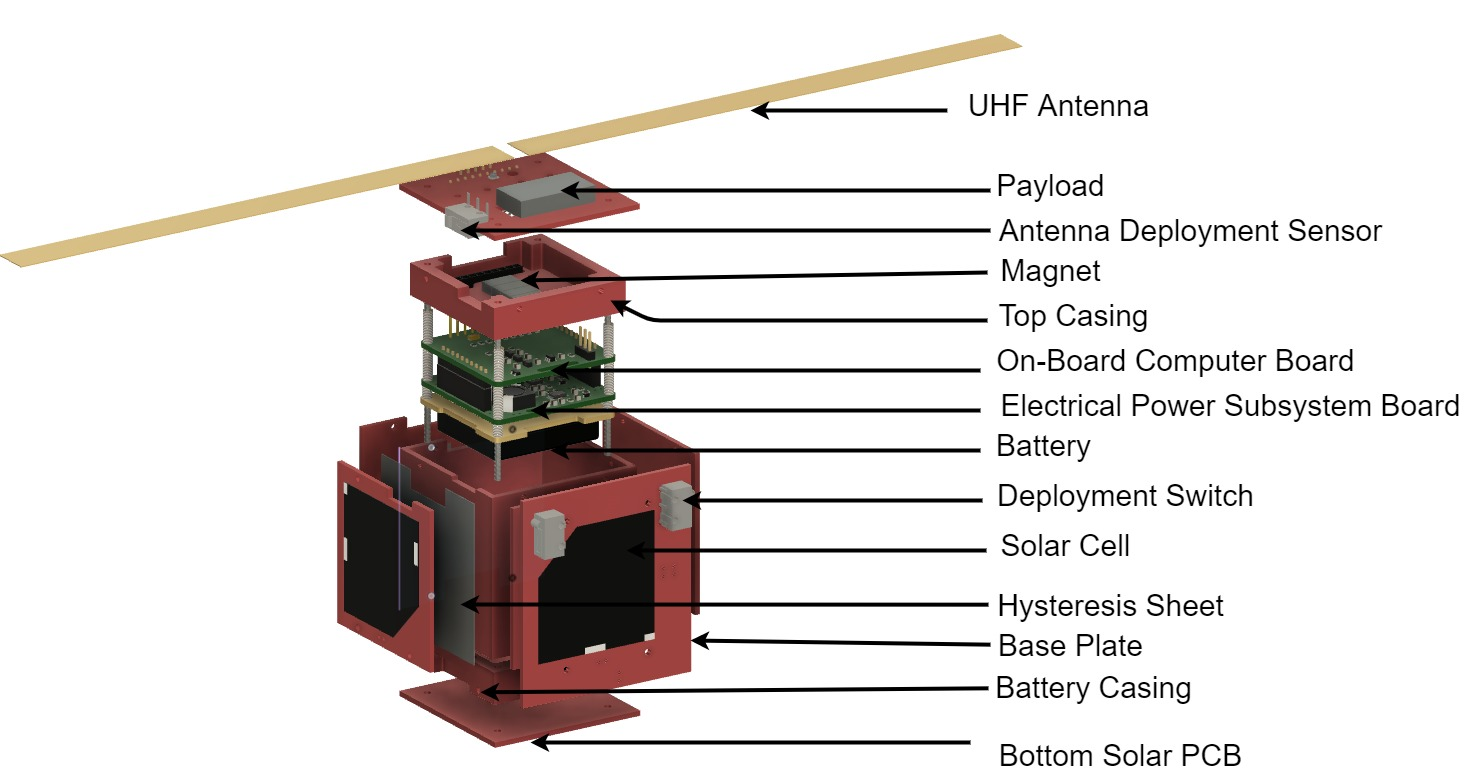 UHF Antenna
Payload
Antenna Deployment Sensor
Magnet
Top Casing
On-Board Computer Board
Electrical Power Subsystem Board
Battery
Deployment Switch
Solar Cell
Hysteresis Sheet
Base Plate
Battery Casing
Bottom Solar PCB